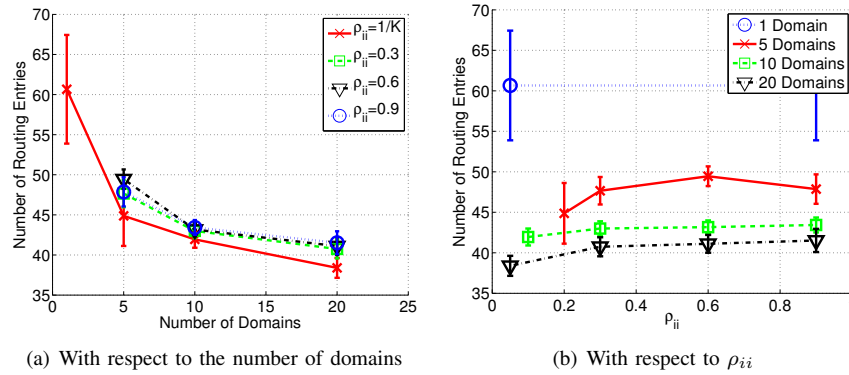 70
65
60
55
50
45
40
35
0
5
10
15
20
25
Number of Routing Entries
Number of Domains
ρii=1/K
ρii=0.3
ρii=0.6
ρii=0.9
(a) With respect to the number of domains
70
65
60
55
50
45
40
35
0
0.2
0.4
0.6
0.8
1
Number of Routing Entries
ρii
1 Domain
5 Domains
10 Domains
20 Domains
(b) With respect to ρii